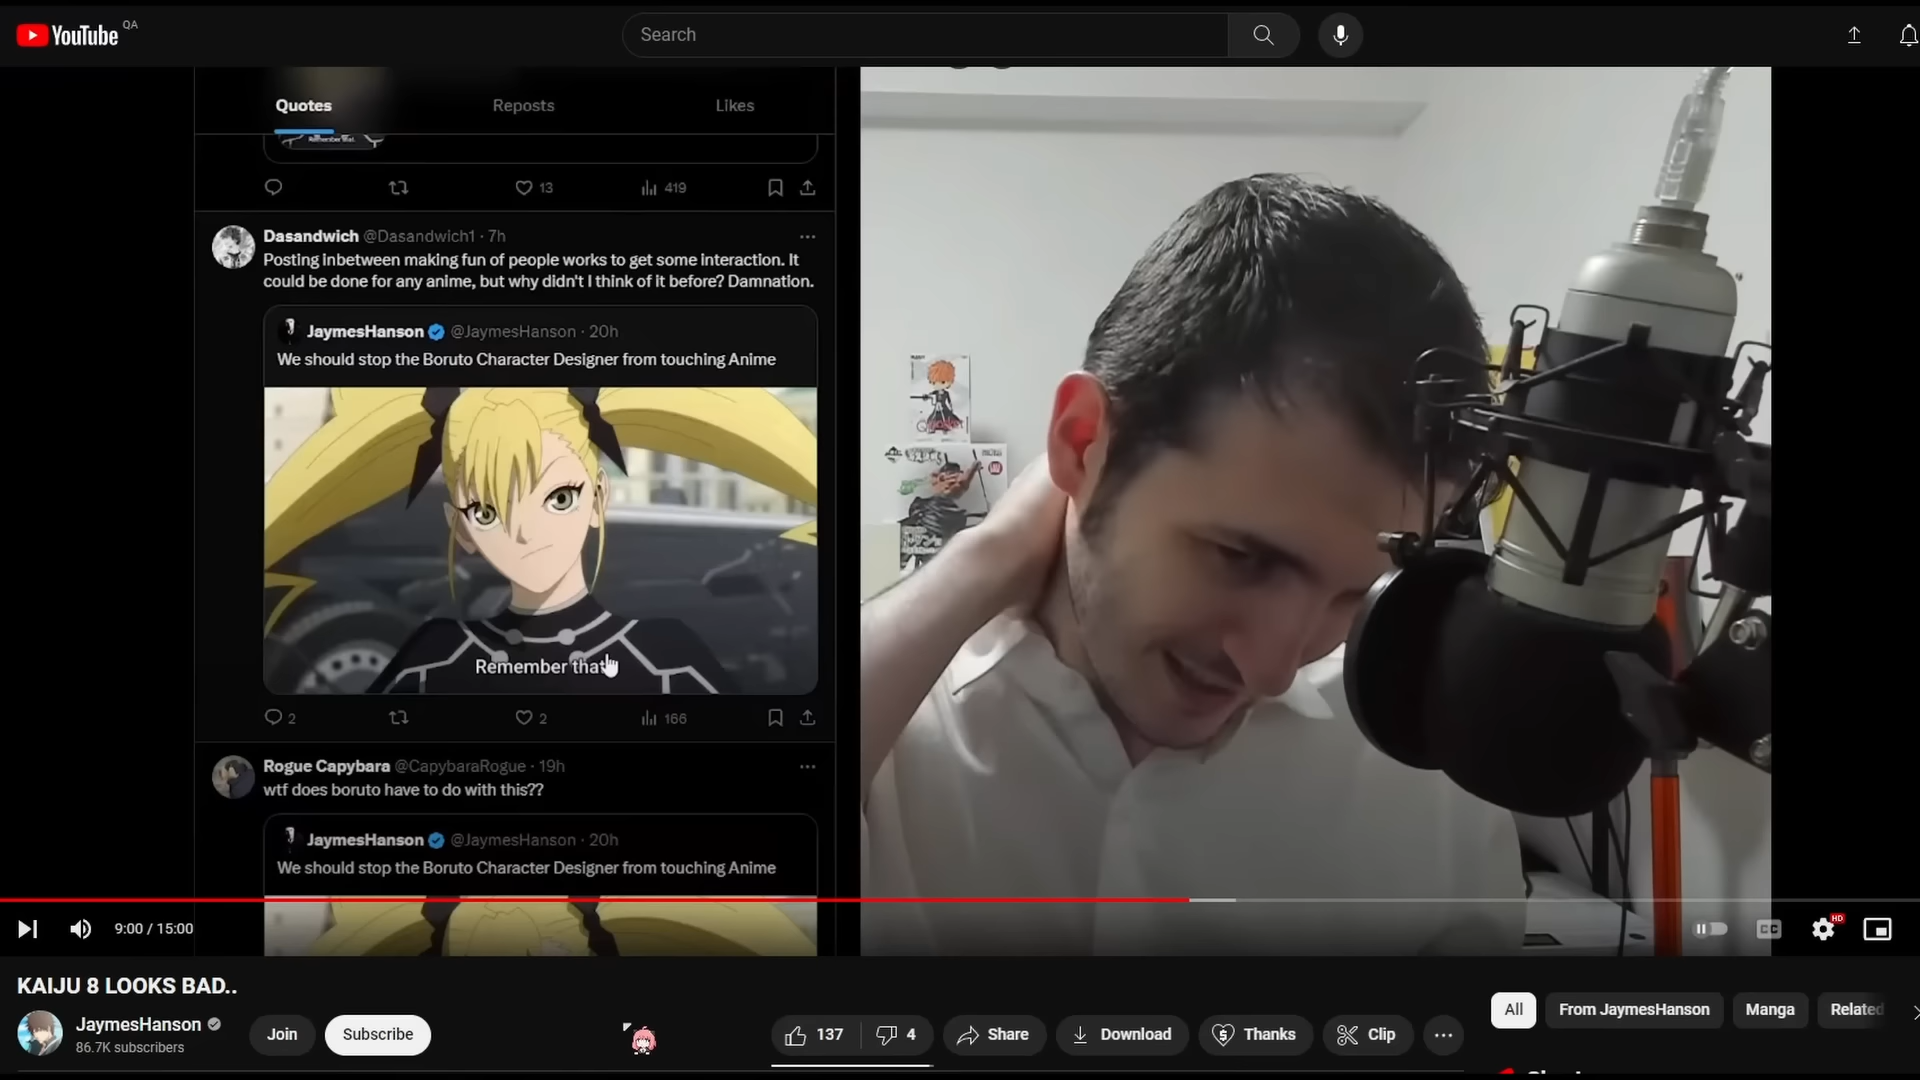 YouTube QA
Search
Quotes
Reposts
Likes
Remember that.
13
419
Dasandwich @Dasandwich1 · 7h
Posting inbetween making fun of people works to get some interaction. It
could be done for any anime, but why didn't I think of it before? Damnation.
JaymesHanson @JaymesHanson · 20h
We should stop the Boruto Character Designer from touching Anime
Remember that
2
2
166
Rogue Capybara @CapybaraRogue · 19h
wtf does boruto have to do with this??
JaymesHanson @JaymesHanson · 20h
We should stop the Boruto Character Designer from touching Anime
9:00 / 15:00
CC
HD
KAIJU 8 LOOKS BAD..
JaymesHanson
86.7K subscribers
Join
Subscribe
137
4
Share
Download
Thanks
Clip
All
From JaymesHanson
Manga
Related